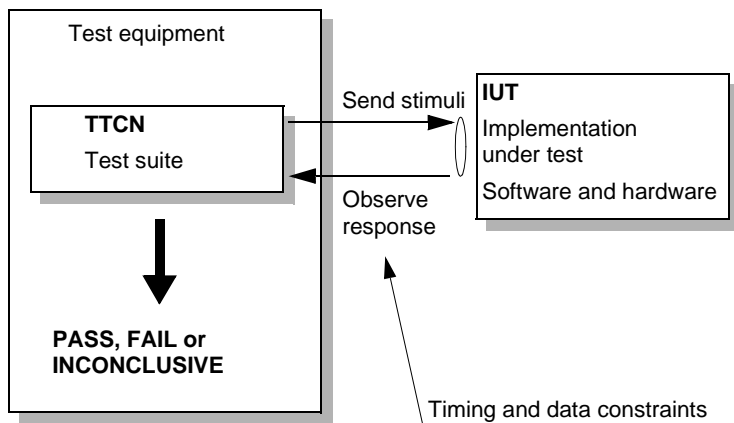 Test equipment
TTCN
Test suite
Send stimuli
Observe
response
IUT
Implementation
under test
Software and hardware
PASS, FAIL or
INCONCLUSIVE
Timing and data constraints